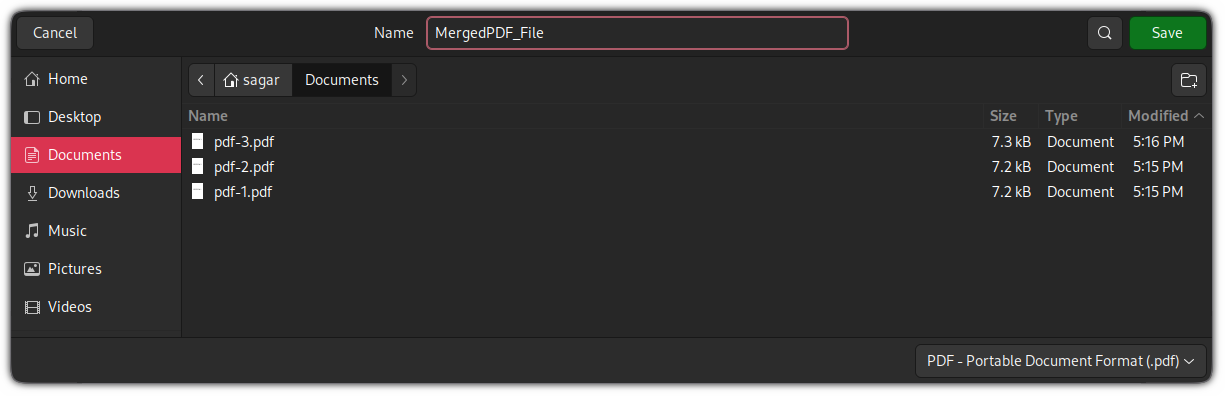 Cancel Name MergedPDF_File Save
Home
Desktop
Documents
Downloads
Music
Pictures
Videos
sagar Documents
Name Size Type Modified
pdf-3.pdf 7.3 kB Document 5:16 PM
pdf-2.pdf 7.2 kB Document 5:15 PM
pdf-1.pdf 7.2 kB Document 5:15 PM
PDF - Portable Document Format (.pdf)